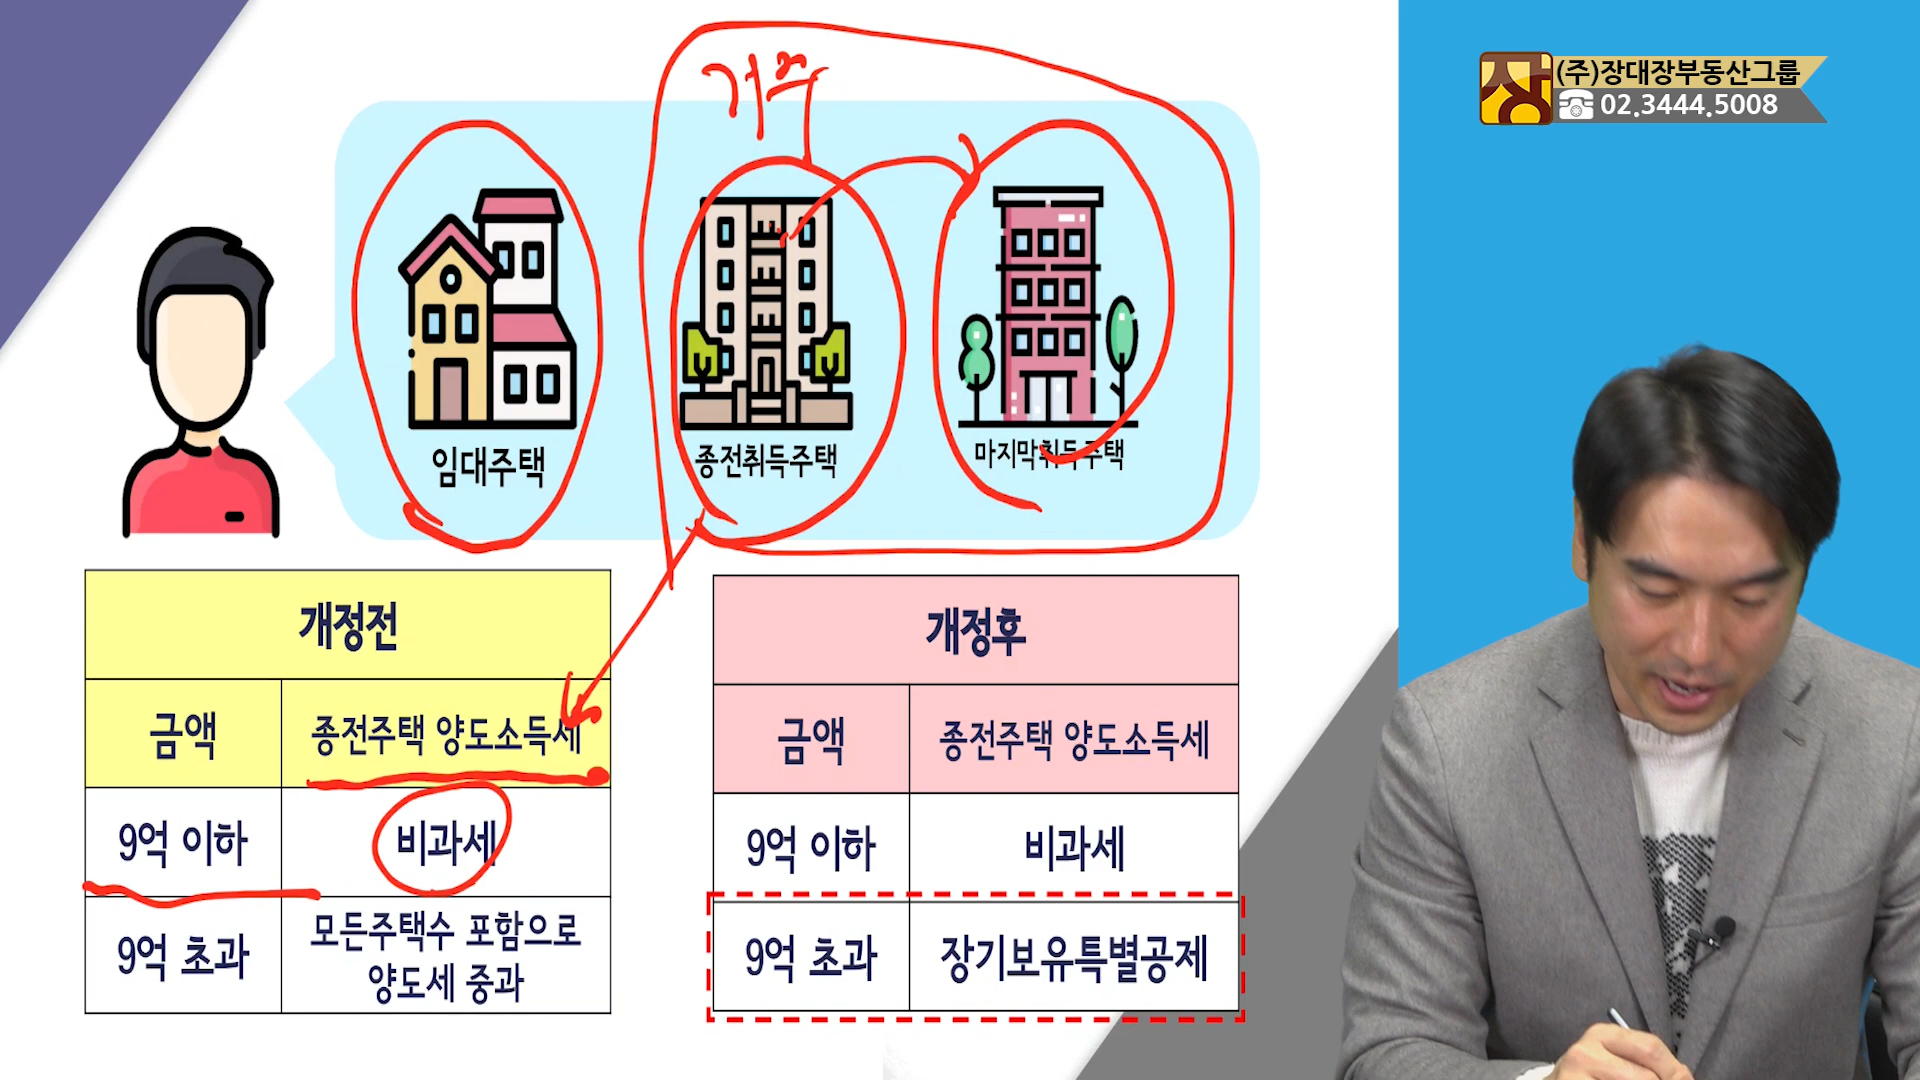 장
(주)장대장부동산그룹
02.3444.5008
거주
임대주택
종전취득주택
마지막취득주택
개정전
금액 종전주택 양도소득세
9억 이하 비과세
9억 초과 모든주택수 포함으로
양도세 중과
개정후
금액 종전주택 양도소득세
9억 이하 비과세
9억 초과 장기보유특별공제